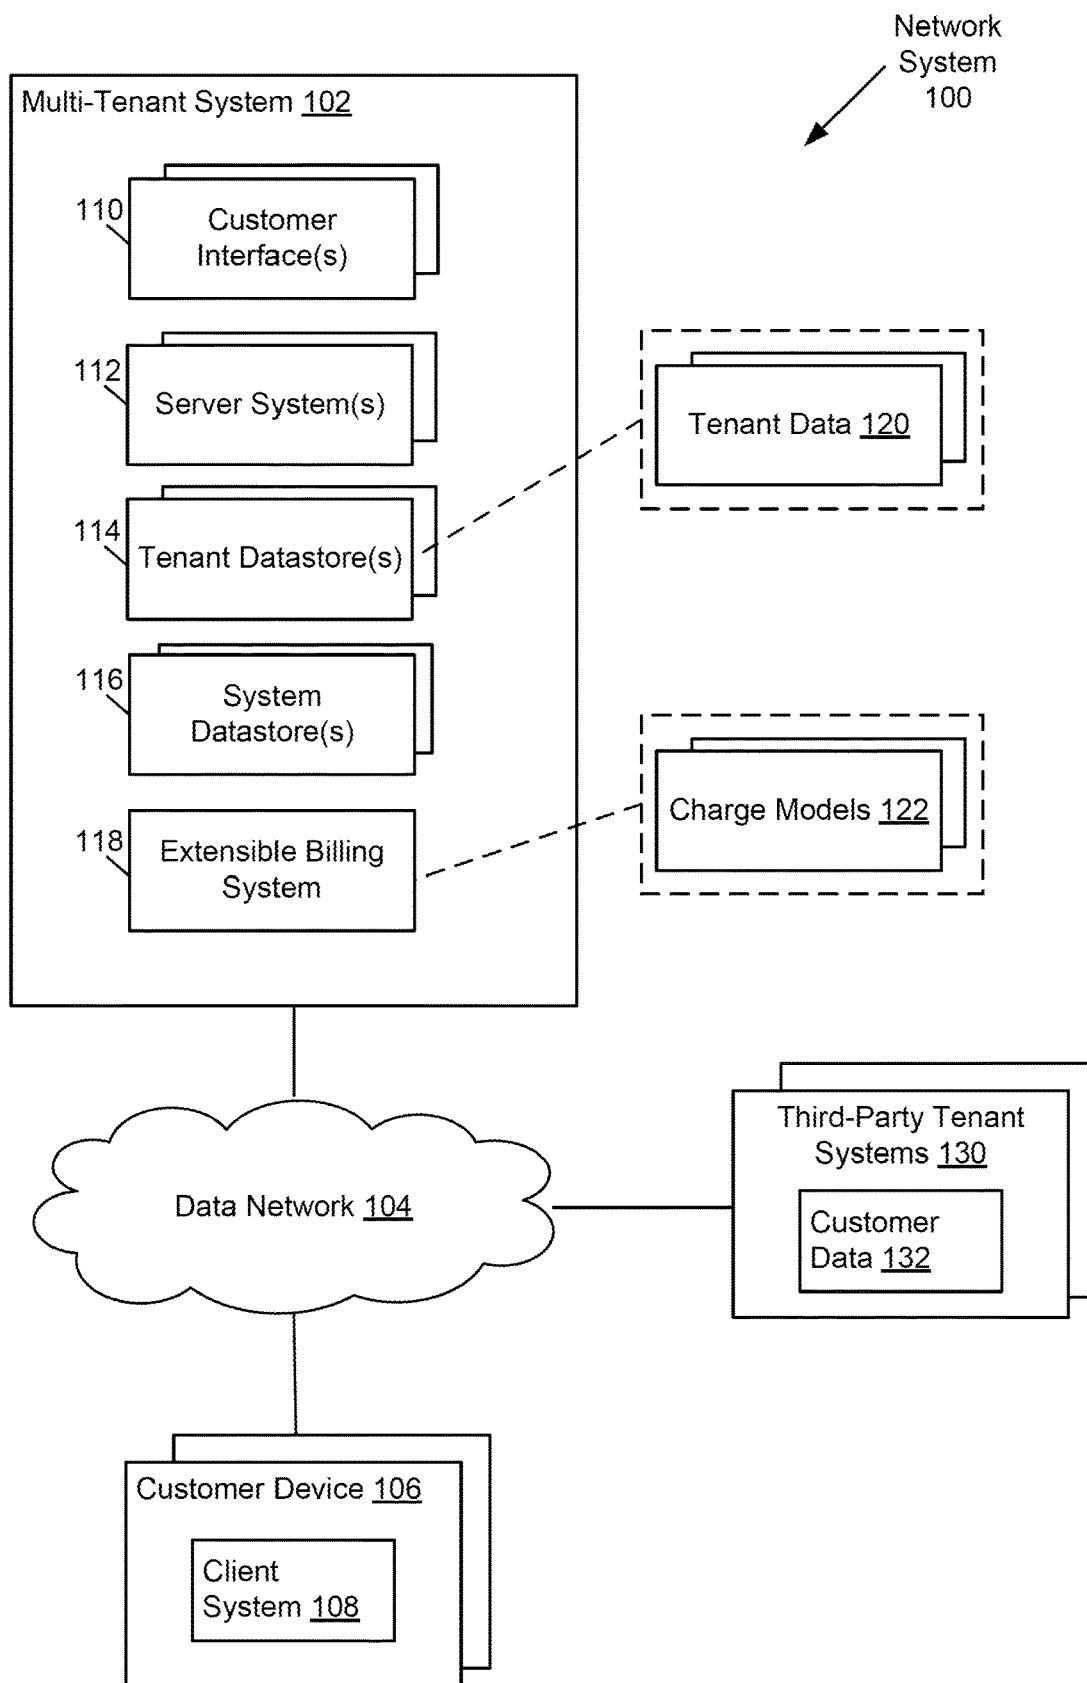 Network
System
100
Multi-Tenant System 102
110
Customer
Interface(s)
112
Server System(s)
Tenant Data 120
114
Tenant Datastore(s)
116
System
Datastore(s)
Charge Models 122
118
Extensible Billing
System
Third-Party Tenant
Systems 130
Data Network 104
Customer
Data 132
Customer Device 106
Client
System 108